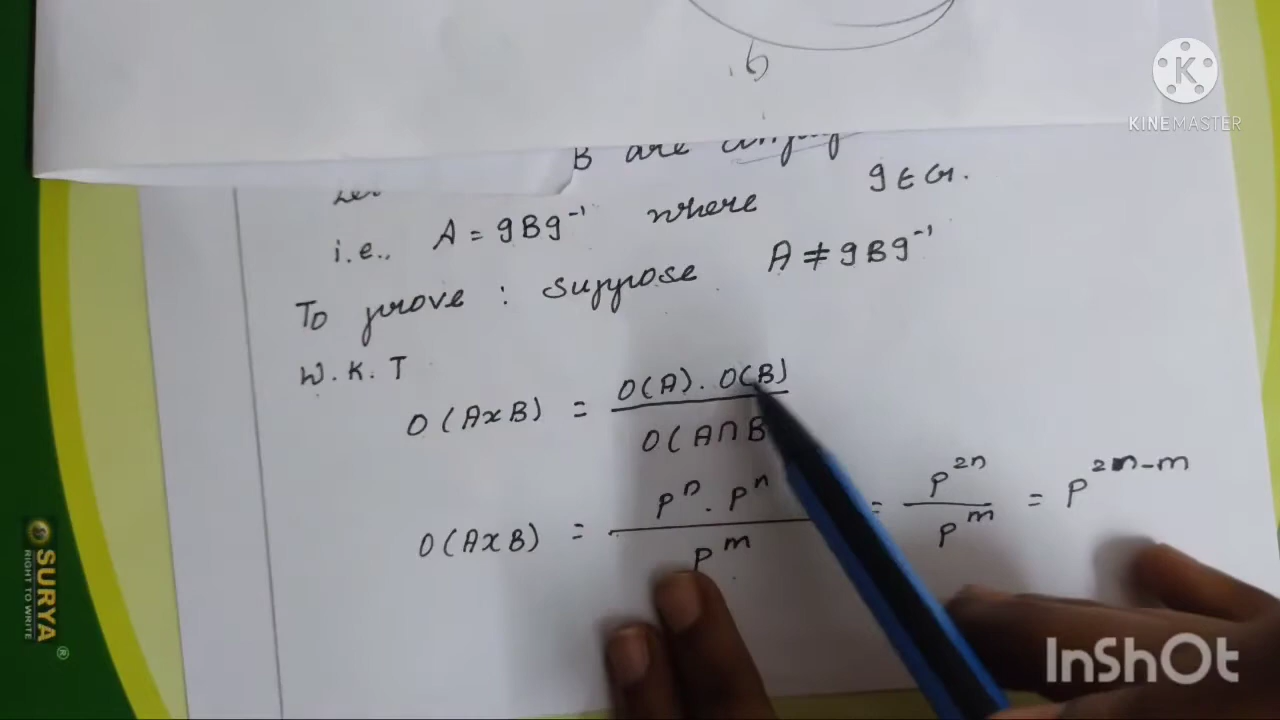 G
K
KINEMASTER
B are
i.e., A = gBg⁻¹ where g ∈ G.
To prove : suppose A ≠ gBg⁻¹
W.K.T
O(AxB) = O(A). O(B) / O(A∩B
O(AxB) = pⁿ . pⁿ / pᵐ = p²ⁿ / pᵐ = p²ⁿ⁻ᵐ
SURYA
RIGHT TO WRITE
InShOt